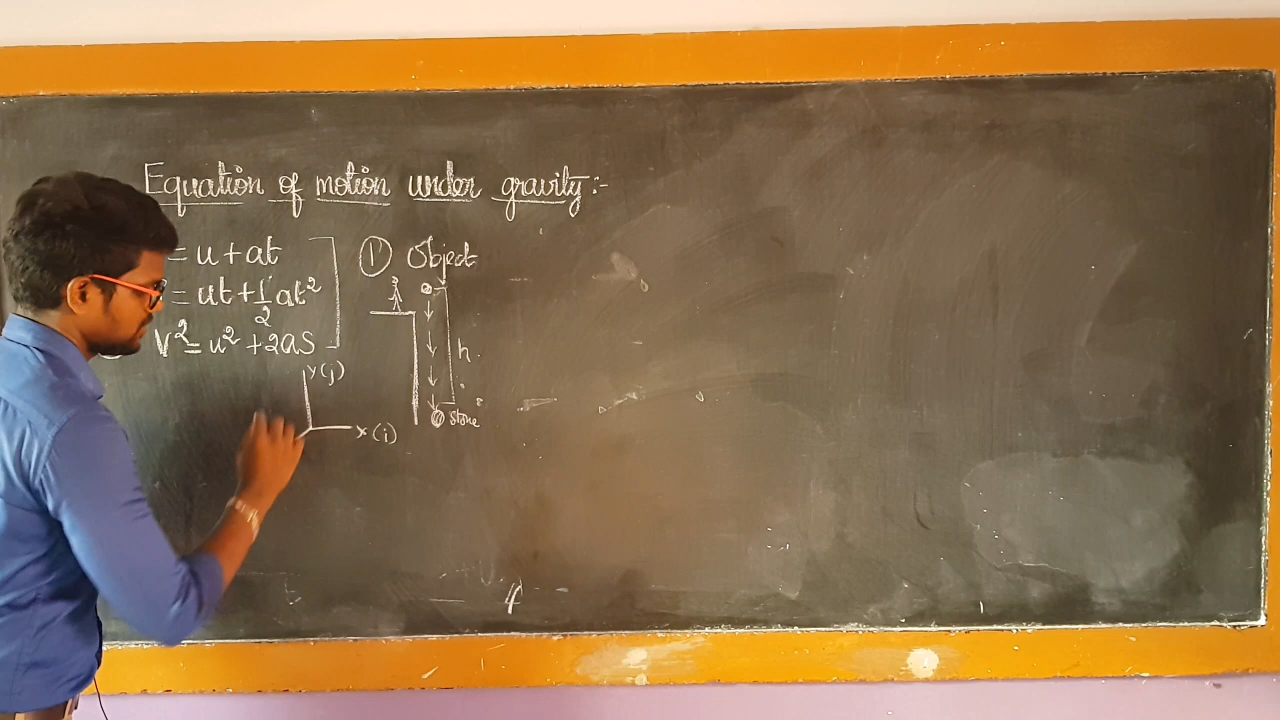 Equation of motion under gravity:-
= u + at
= ut + 1/2 at²
V² = u² + 2aS
① Object
h.
stone
y(j)
x(i)